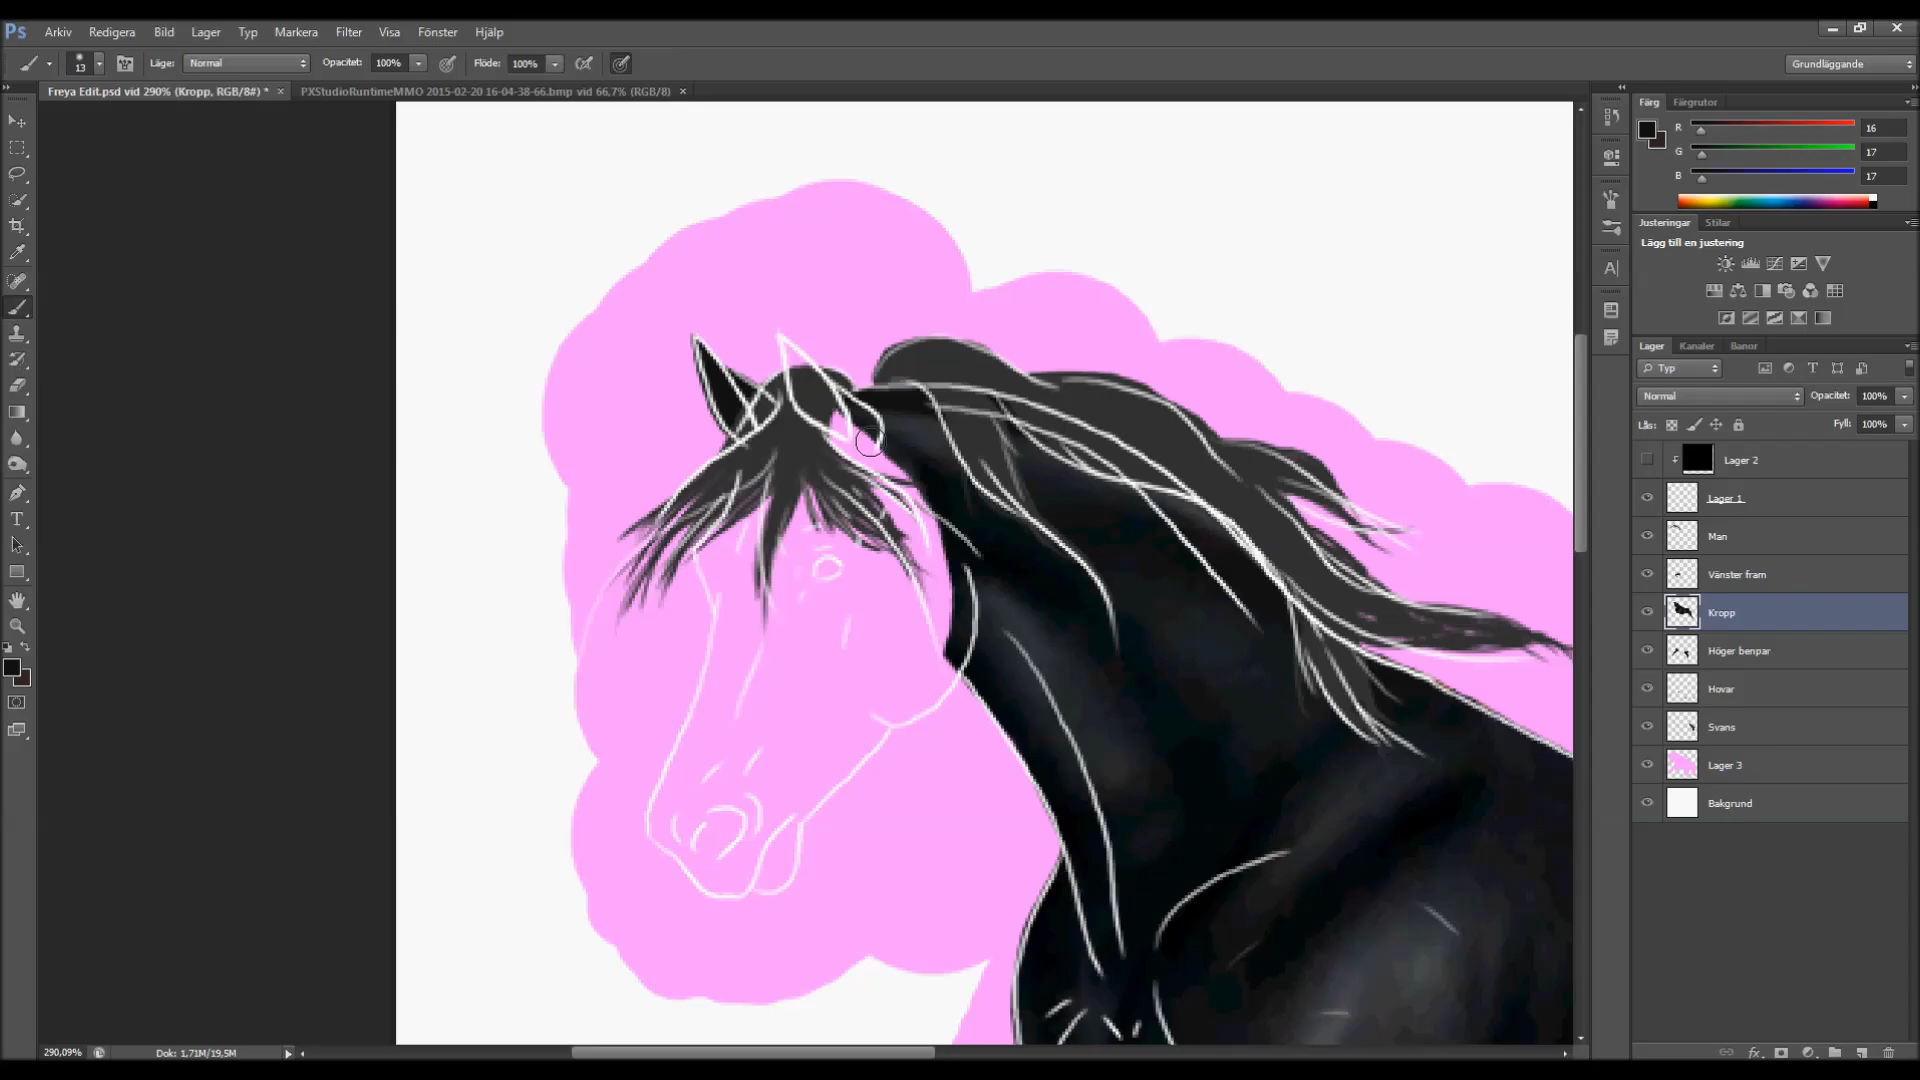 Ps Arkiv Redigera Bild Lager Typ Markera Filter Visa Fönster Hjälp
13 Läge: Normal Opacitet: 100% Flöde: 100% Grundläggande
Freya Edit.psd vid 290% (Kropp, RGB/8#) * PXStudioRuntimeMMO 2015-02-20 16-04-38-66.bmp vid 66,7% (RGB/8)
Färg Färgrutor
R 16
G 17
B 17
Justeringar Stilar
Lägg till en justering
Lager Kanaler Banor
Typ
Normal Opacitet: 100%
Lås: Fyll: 100%
Lager 2
Lager 1
Man
Vänster fram
Kropp
Höger benpar
Hovar
Svans
Lager 3
Bakgrund
290,09% Dok: 1,71M/19,5M